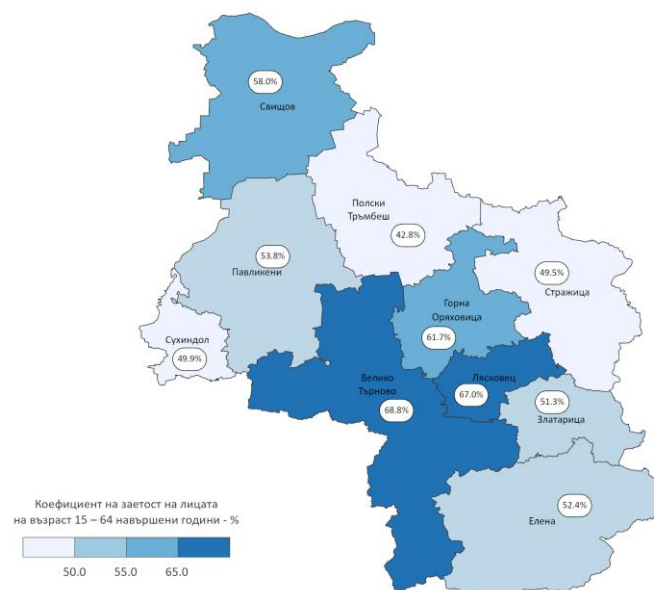 58.0%
Свищов
Полски
Тръмбеш
42.8%
53.8%
Павликени
49.5%
Стражица
Горна
Оряховица
61.7%
Сухиндол
49.9%
Велико
Търново
68.8%
Лясковец
67.0%
51.3%
Златарица
52.4%
Елена
Коефициент на заетост на лицата
на възраст 15 – 64 навършени години - %
50.0 55.0 65.0